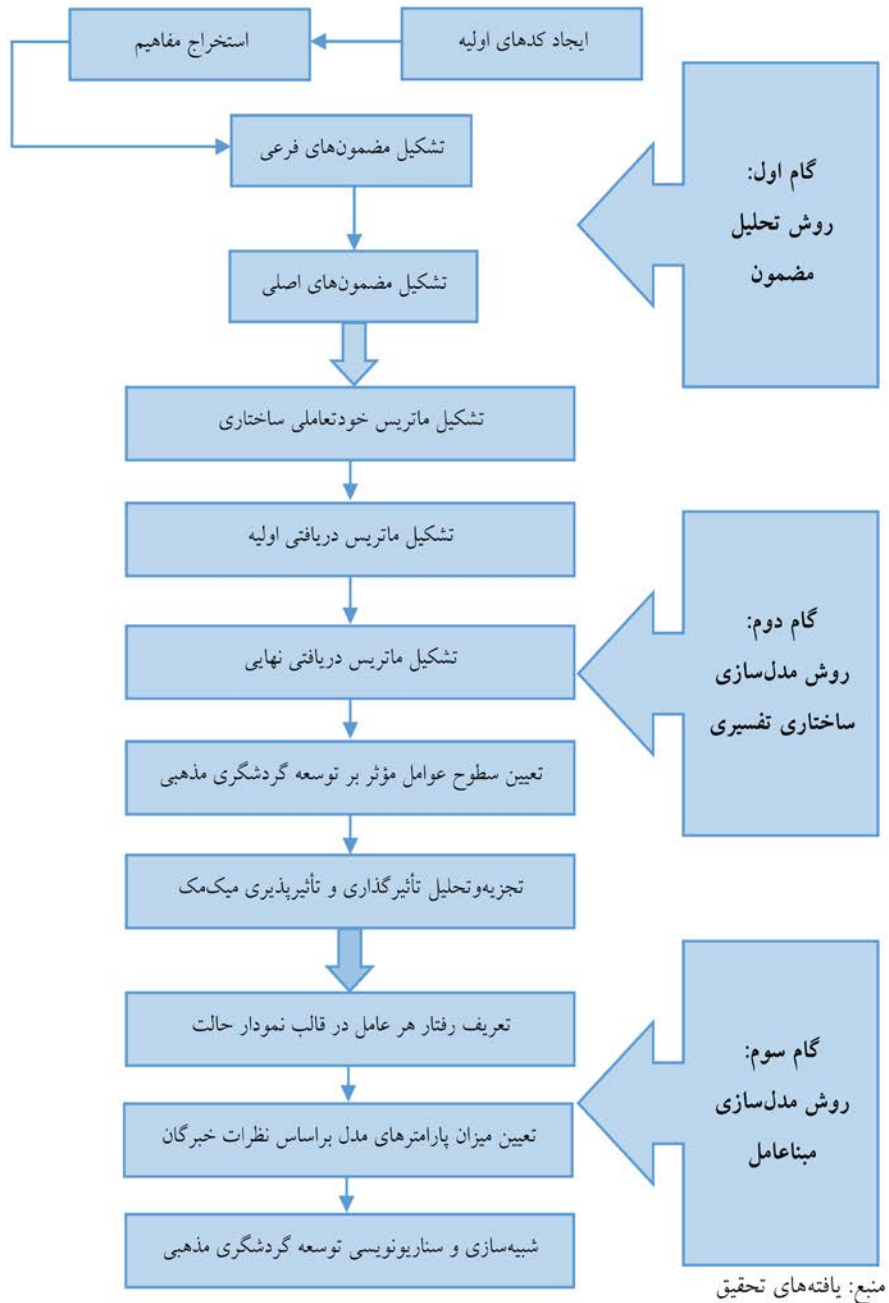 ایجاد کدهای اولیه
استخراج مفاهیم
تشکیل مضمون‌های فرعی
تشکیل مضمون‌های اصلی
گام اول:
روش تحلیل
مضمون
تشکیل ماتریس خودتعاملی ساختاری
تشکیل ماتریس دریافتی اولیه
تشکیل ماتریس دریافتی نهایی
تعیین سطوح عوامل مؤثر بر توسعه گردشگری مذهبی
تجزیه‌وتحلیل تأثیرگذاری و تأثیرپذیری میک‌مک
گام دوم:
روش مدل‌سازی
ساختاری تفسیری
تعریف رفتار هر عامل در قالب نمودار حالت
تعیین میزان پارامترهای مدل براساس نظرات خبرگان
شبیه‌سازی و سناریونویسی توسعه گردشگری مذهبی
گام سوم:
روش مدل‌سازی
مبناعامل
منبع: یافته‌های تحقیق